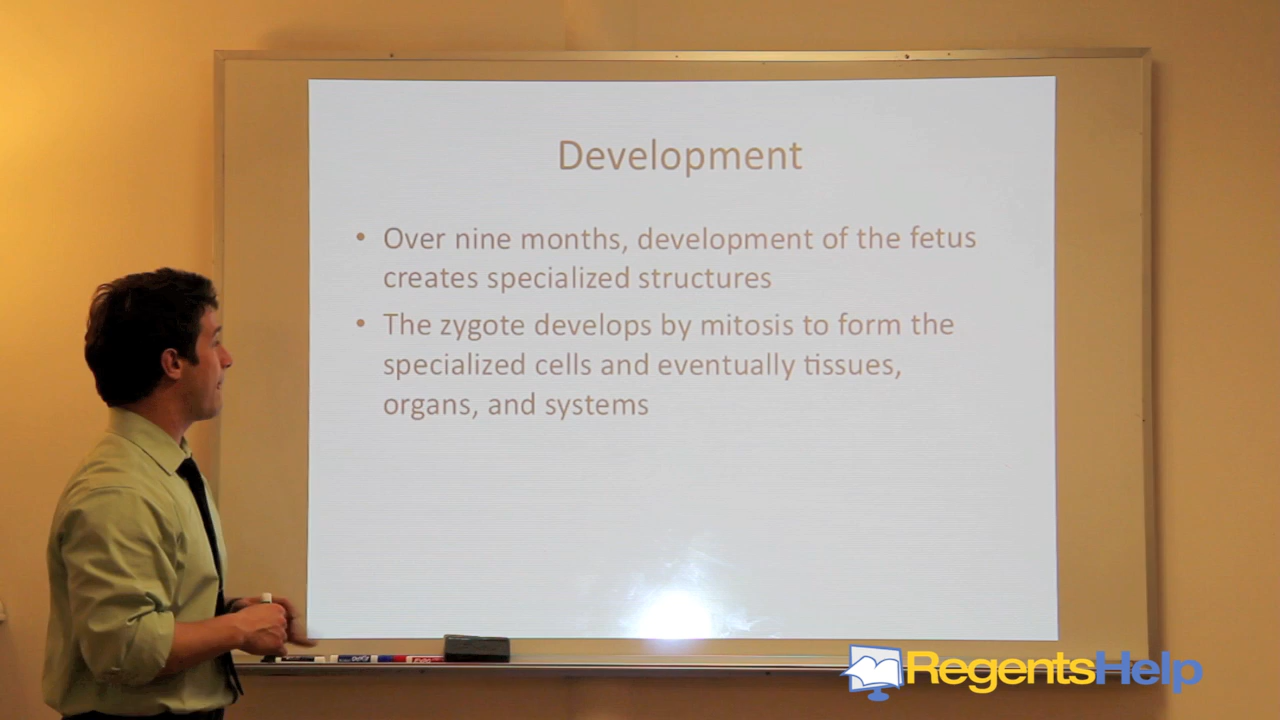 Development
• Over nine months, development of the fetus
creates specialized structures
• The zygote develops by mitosis to form the
specialized cells and eventually tissues,
organs, and systems
RegentsHelp